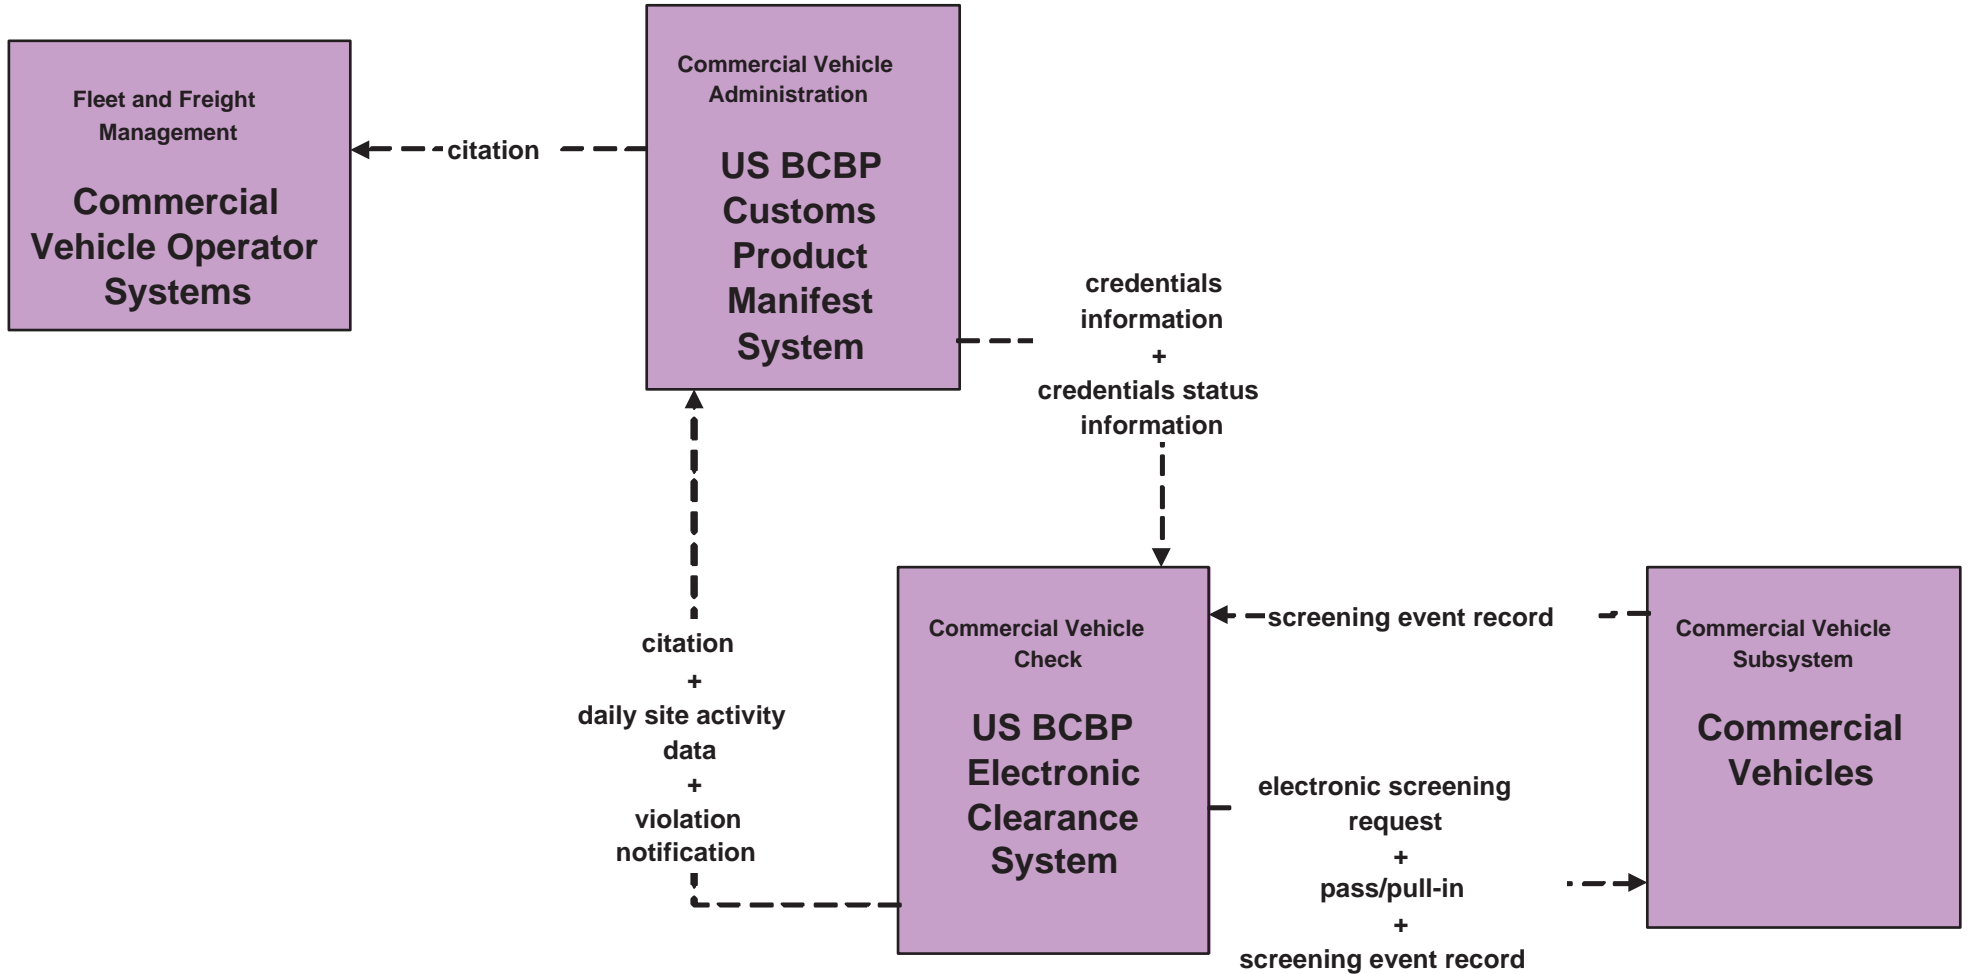 Fleet and Freight
Management
Commercial
Vehicle Operator
Systems
citation
Commercial Vehicle
Administration
US BCBP
Customs
Product
Manifest
System
credentials
information
+
credentials status
information
citation
+
daily site activity
data
+
violation
notification
Commercial Vehicle
Check
US BCBP
Electronic
Clearance
System
screening event record
electronic screening
request
+
pass/pull-in
+
screening event record
Commercial Vehicle
Subsystem
Commercial
Vehicles